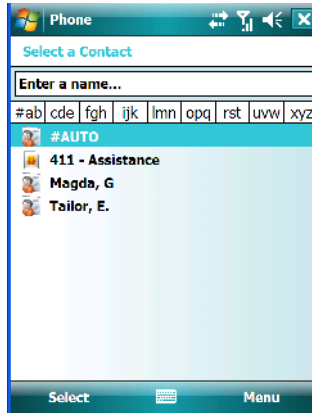 Phone
Select a Contact
Enter a name...
#ab cde fgh ijk lmn opq rst uvw xyz
#AUTO
411 - Assistance
Magda, G
Tailor, E.
Select Menu